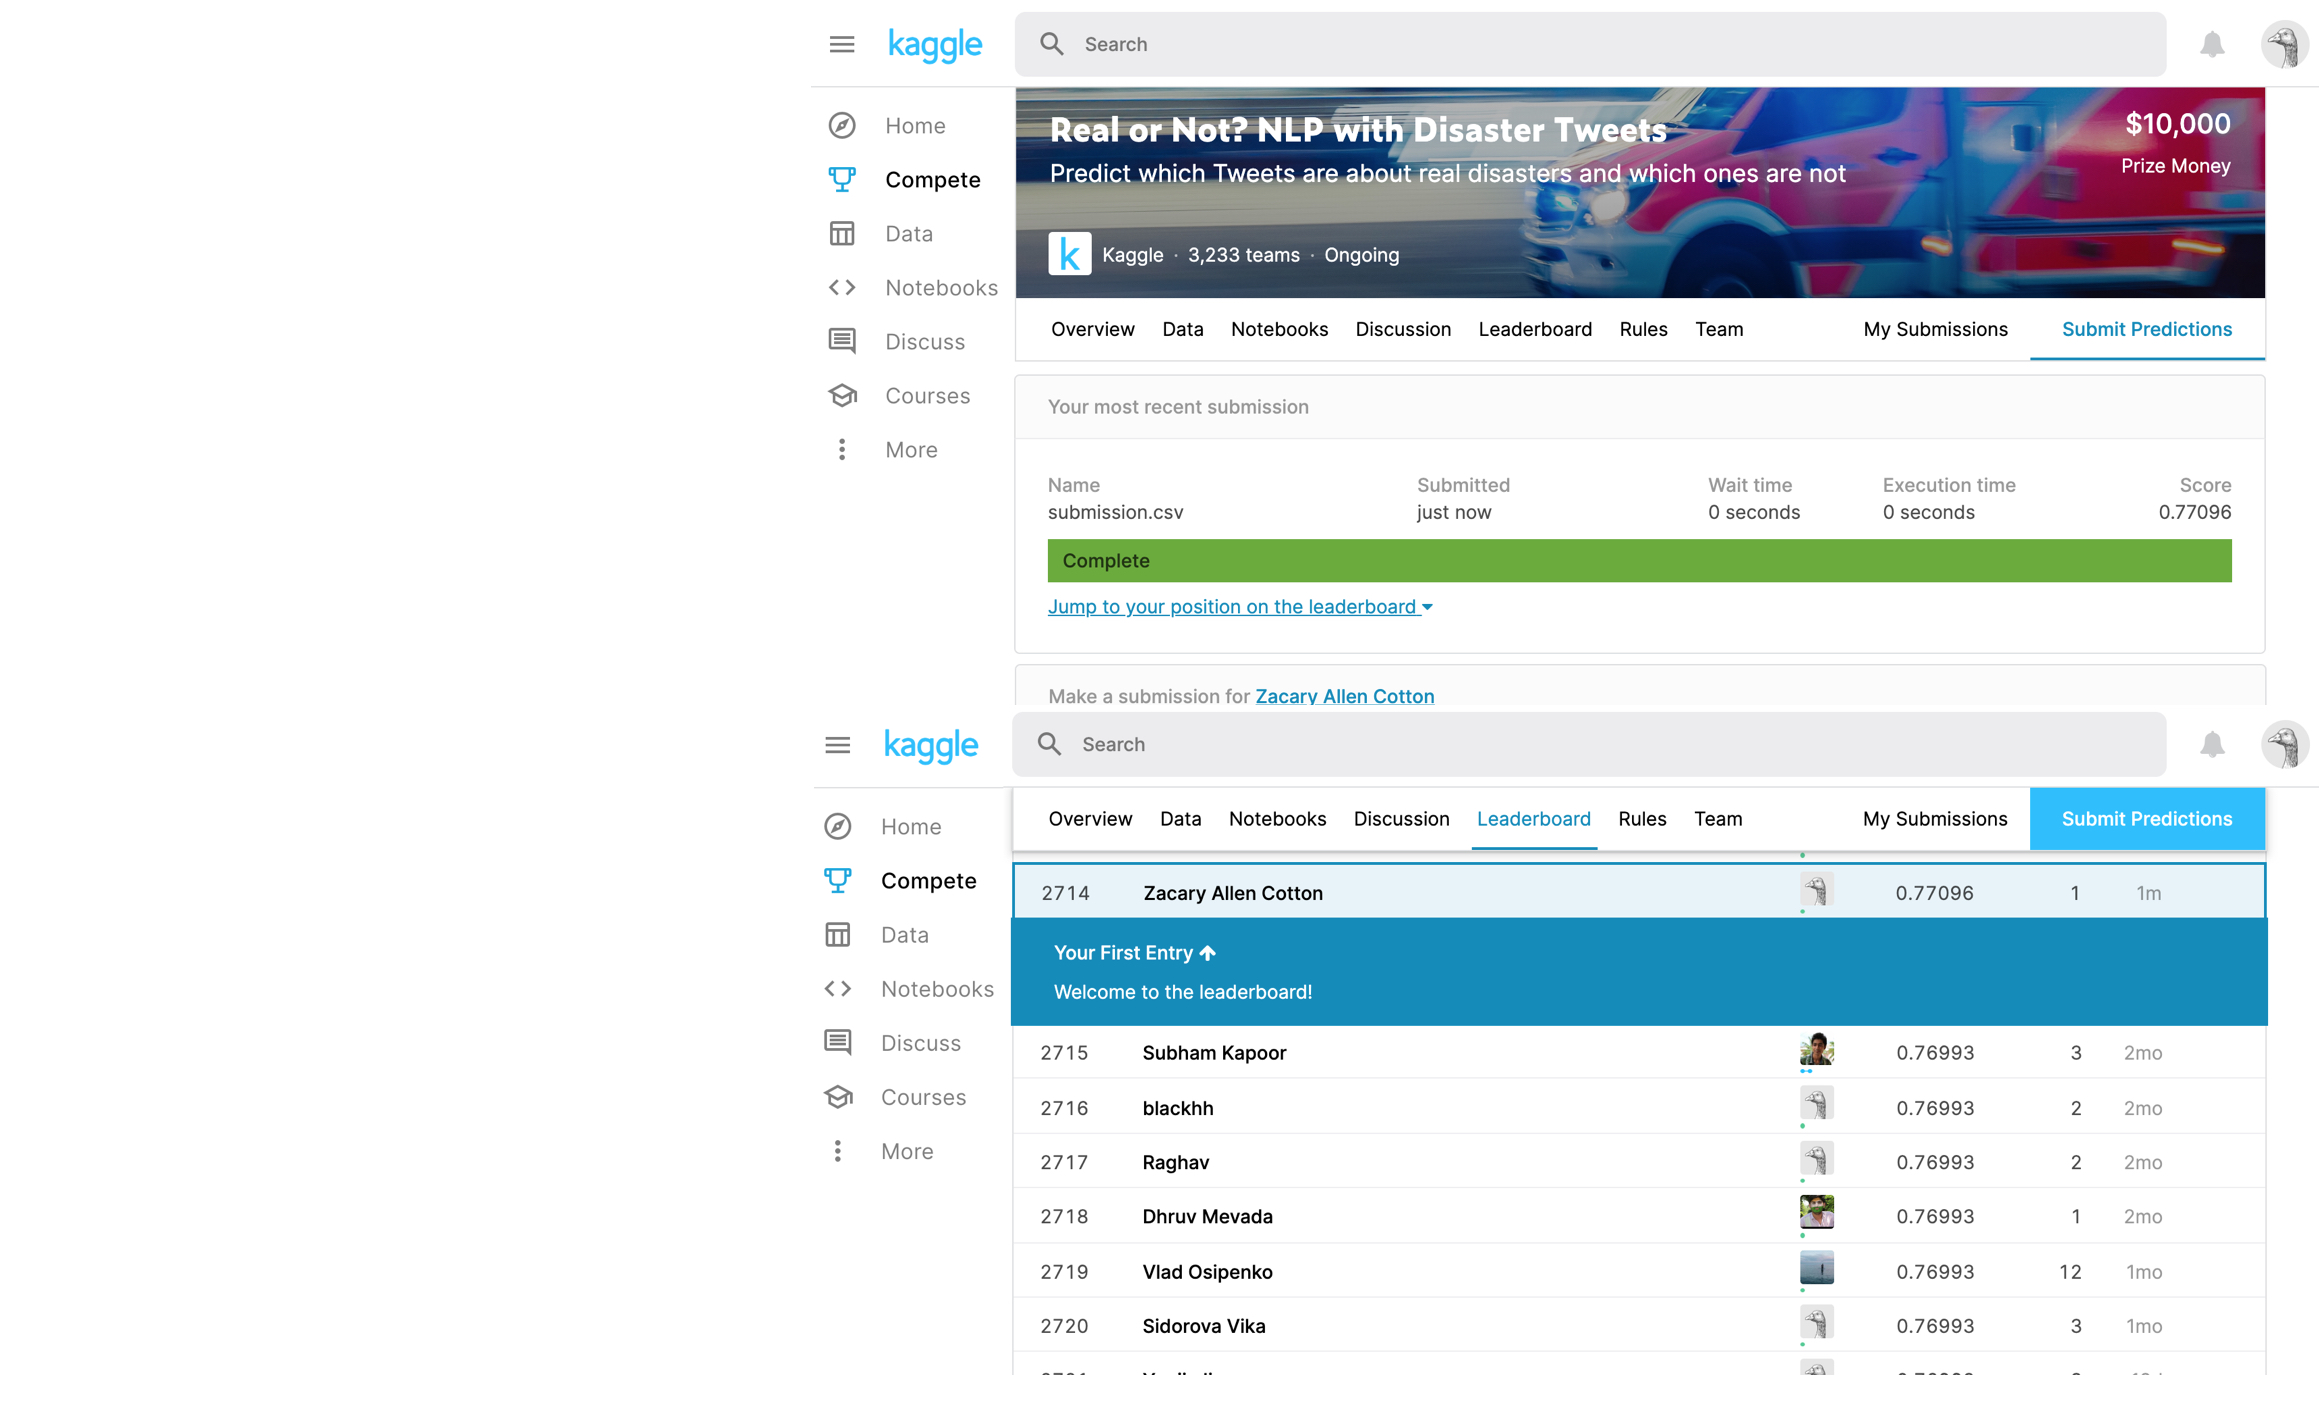 kaggle
Search
Home
Compete
Data
Notebooks
Discuss
Courses
More
Real or Not? NLP with Disaster Tweets
$10,000
Predict which Tweets are about real disasters and which ones are not
Prize Money
k
Kaggle · 3,233 teams · Ongoing
Overview Data Notebooks Discussion Leaderboard Rules Team My Submissions Submit Predictions
Your most recent submission
Name Submitted Wait time Execution time Score
submission.csv just now 0 seconds 0 seconds 0.77096
Complete
Jump to your position on the leaderboard
Make a submission for Zacary Allen Cotton
kaggle
Search
Home
Compete
Data
Notebooks
Discuss
Courses
More
Overview Data Notebooks Discussion Leaderboard Rules Team My Submissions Submit Predictions
2714 Zacary Allen Cotton 0.77096 1 1m
Your First Entry
Welcome to the leaderboard!
2715 Subham Kapoor 0.76993 3 2mo
2716 blackhh 0.76993 2 2mo
2717 Raghav 0.76993 2 2mo
2718 Dhruv Mevada 0.76993 1 2mo
2719 Vlad Osipenko 0.76993 12 1mo
2720 Sidorova Vika 0.76993 3 1mo